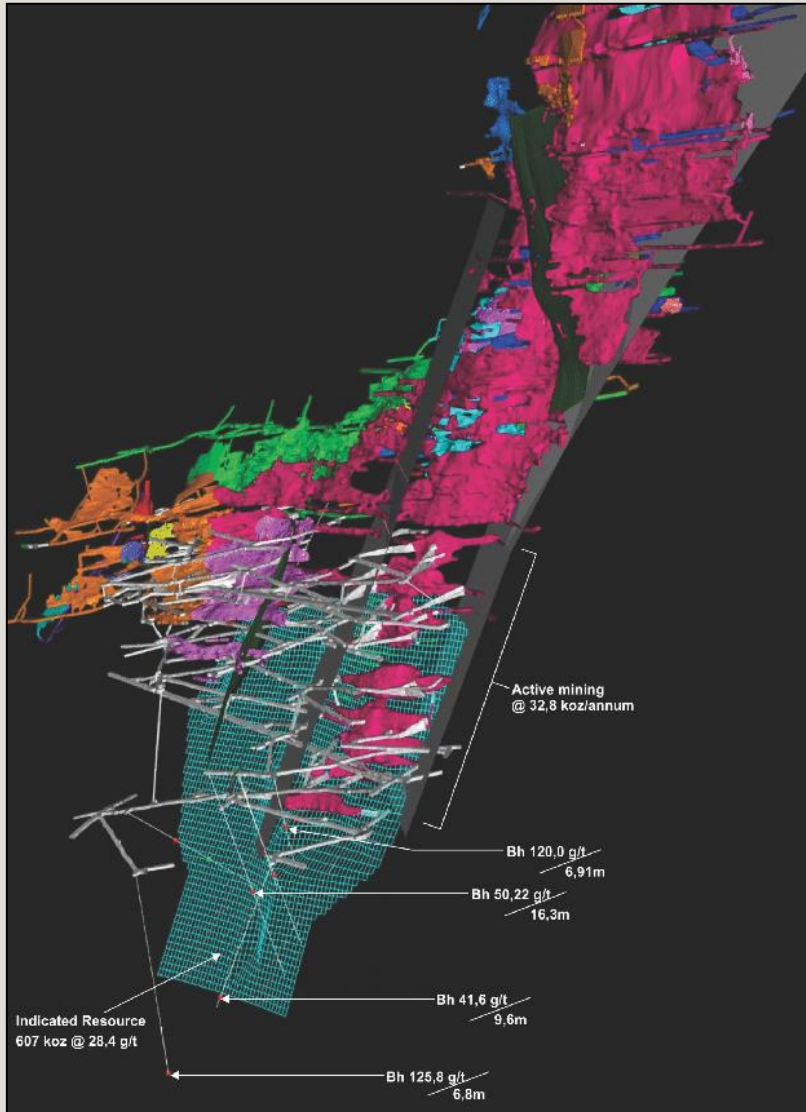 Active mining
@ 32,8 koz/annum
Bh 120,0 g/t
6,91m
Bh 50,22 g/t
16,3m
Bh 41,6 g/t
9,6m
Indicated Resource
607 koz @ 28,4 g/t
Bh 125,8 g/t
6,8m